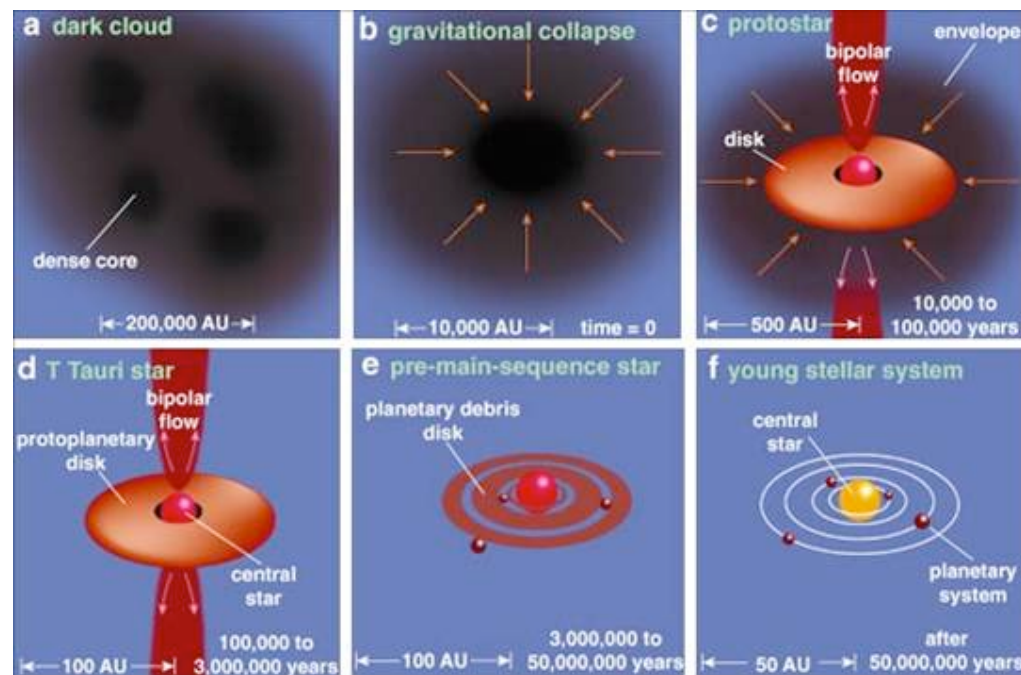 a dark cloud
dense core
200,000 AU
b gravitational collapse
10,000 AU
time = 0
c protostar
envelope
bipolar
flow
disk
500 AU
10,000 to
100,000 years
d T Tauri star
bipolar
flow
protoplanetary
disk
central
star
100 AU
100,000 to
3,000,000 years
e pre-main-sequence star
planetary debris
disk
100 AU
3,000,000 to
50,000,000 years
f young stellar system
central
star
planetary
system
50 AU
after
50,000,000 years